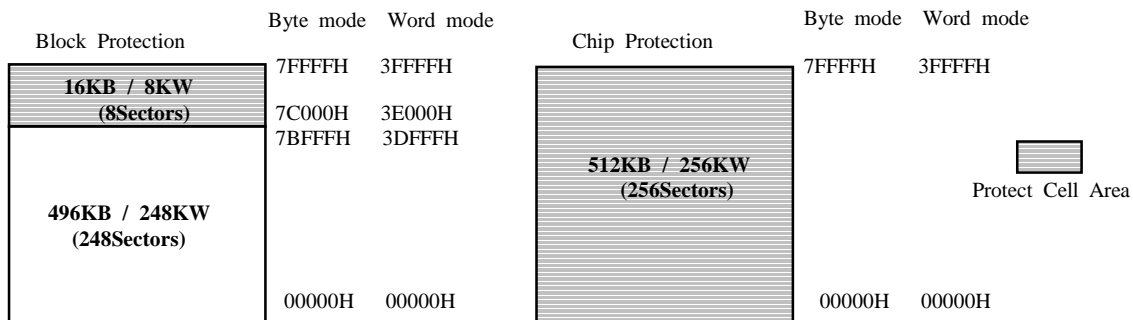 Byte mode Word mode
Block Protection
7FFFFH 3FFFFH
16KB / 8KW
(8Sectors)
7C000H 3E000H
7BFFFH 3DFFFH
496KB / 248KW
(248Sectors)
00000H 00000H
Byte mode Word mode
Chip Protection
7FFFFH 3FFFFH
512KB / 256KW
(256Sectors)
00000H 00000H
Protect Cell Area